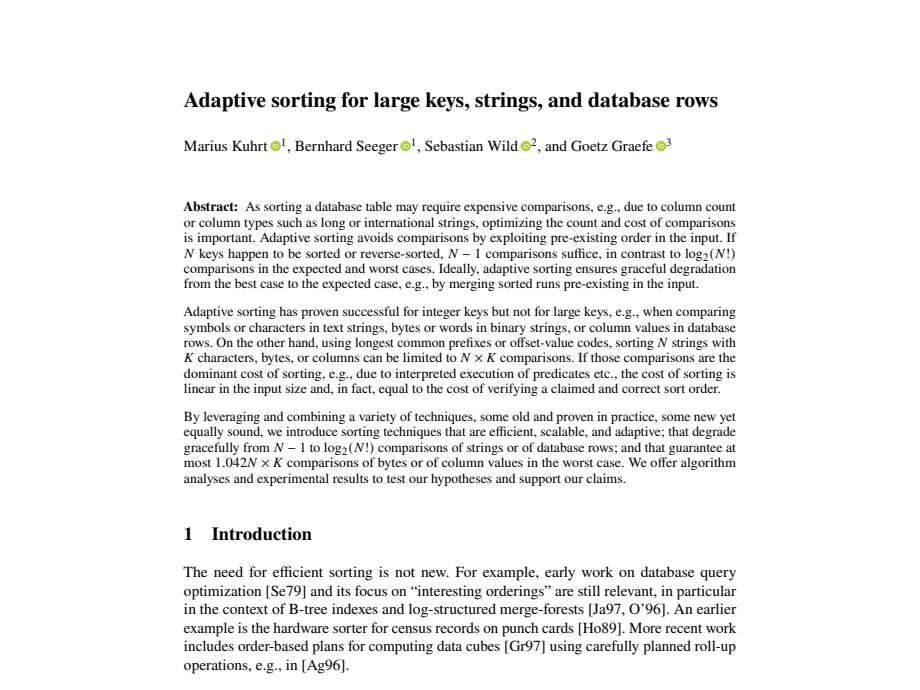 Adaptive sorting for large keys, strings, and database rows
Marius Kuhrt 1, Bernhard Seeger 1, Sebastian Wild 2, and Goetz Graefe 3
Abstract: As sorting a database table may require expensive comparisons, e.g., due to column count
or column types such as long or international strings, optimizing the count and cost of comparisons
is important. Adaptive sorting avoids comparisons by exploiting pre-existing order in the input. If
N keys happen to be sorted or reverse-sorted, N − 1 comparisons suffice, in contrast to log₂(N!)
comparisons in the expected and worst cases. Ideally, adaptive sorting ensures graceful degradation
from the best case to the expected case, e.g., by merging sorted runs pre-existing in the input.
Adaptive sorting has proven successful for integer keys but not for large keys, e.g., when comparing
symbols or characters in text strings, bytes or words in binary strings, or column values in database
rows. On the other hand, using longest common prefixes or offset-value codes, sorting N strings with
K characters, bytes, or columns can be limited to N × K comparisons. If those comparisons are the
dominant cost of sorting, e.g., due to interpreted execution of predicates etc., the cost of sorting is
linear in the input size and, in fact, equal to the cost of verifying a claimed and correct sort order.
By leveraging and combining a variety of techniques, some old and proven in practice, some new yet
equally sound, we introduce sorting techniques that are efficient, scalable, and adaptive; that degrade
gracefully from N − 1 to log₂(N!) comparisons of strings or of database rows; and that guarantee at
most 1.042N × K comparisons of bytes or of column values in the worst case. We offer algorithm
analyses and experimental results to test our hypotheses and support our claims.
1 Introduction
The need for efficient sorting is not new. For example, early work on database query
optimization [Se79] and its focus on “interesting orderings” are still relevant, in particular
in the context of B-tree indexes and log-structured merge-forests [Ja97, O’96]. An earlier
example is the hardware sorter for census records on punch cards [Ho89]. More recent work
includes order-based plans for computing data cubes [Gr97] using carefully planned roll-up
operations, e.g., in [Ag96].